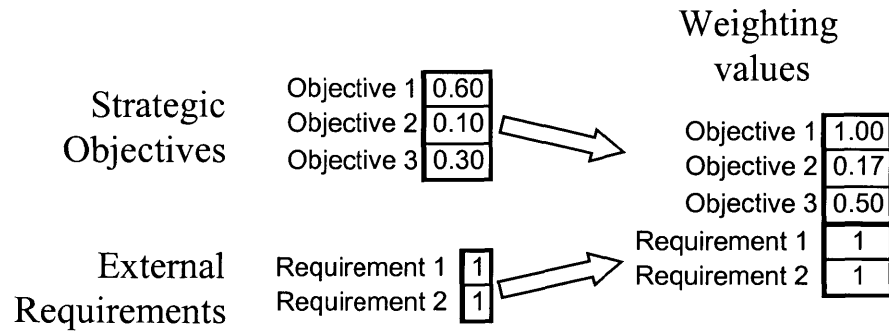 Strategic
Objectives
Objective 1 0.60
Objective 2 0.10
Objective 3 0.30
External
Requirements
Requirement 1 1
Requirement 2 1
Weighting
values
Objective 1 1.00
Objective 2 0.17
Objective 3 0.50
Requirement 1 1
Requirement 2 1